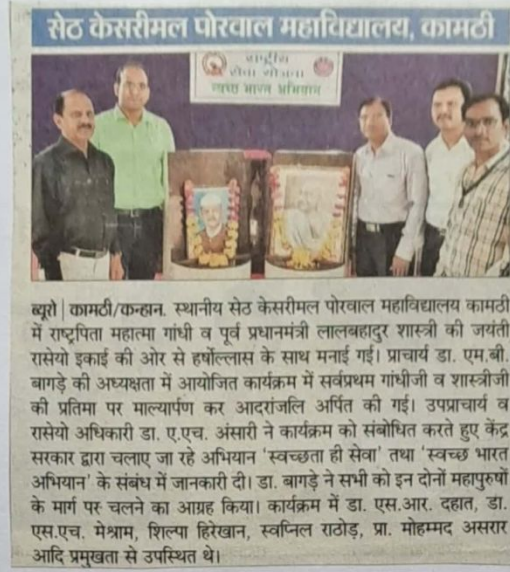 सेठ केसरीमल पोरवाल महाविद्यालय, कामठी
राष्ट्रीय
सेवा योजना
स्वच्छ भारत अभियान
ब्यूरो | कामठी/कन्हान. स्थानीय सेठ केसरीमल पोरवाल महाविद्यालय कामठी
में राष्ट्रपिता महात्मा गांधी व पूर्व प्रधानमंत्री लालबहादुर शास्त्री की जयंती
रासेयो इकाई की ओर से हर्षोल्लास के साथ मनाई गई। प्राचार्य डा. एम.बी.
बागड़े की अध्यक्षता में आयोजित कार्यक्रम में सर्वप्रथम गांधीजी व शास्त्रीजी
की प्रतिमा पर माल्यार्पण कर आदरांजलि अर्पित की गई। उपप्राचार्य व
रासेयो अधिकारी डा. ए.एच. अंसारी ने कार्यक्रम को संबोधित करते हुए केंद्र
सरकार द्वारा चलाए जा रहे अभियान 'स्वच्छता ही सेवा' तथा 'स्वच्छ भारत
अभियान' के संबंध में जानकारी दी। डा. बागड़े ने सभी को इन दोनों महापुरुषों
के मार्ग पर चलने का आग्रह किया। कार्यक्रम में डा. एस.आर. दहात, डा.
एस.एच. मेश्राम, शिल्पा हिरेखान, स्वप्निल राठोड़, प्रा. मोहम्मद असरार
आदि प्रमुखता से उपस्थित थे।